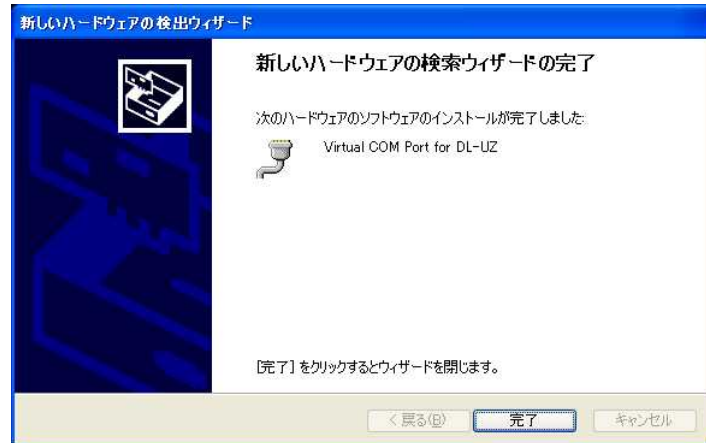 新しいハードウェアの検出ウィザード
新しいハードウェアの検索ウィザードの完了
次のハードウェアのソフトウェアのインストールが完了しました:
Virtual COM Port for DL-UZ
[完了] をクリックするとウィザードを閉じます。
< 戻る(B)
完了
キャンセル